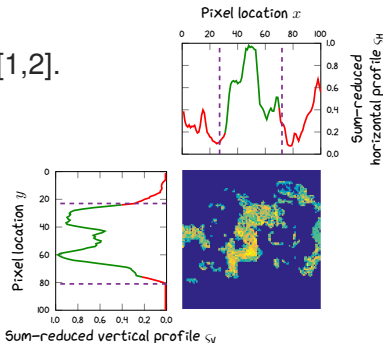 Pixel location x
[1,2].
0 20 40 60 80 100
1.0
0.8
0.6
0.4
0.2
0.0
Sum-reduced
horizontal profile ςH
0
20
40
60
80
100
Pixel location y
1.0 0.8 0.6 0.4 0.2 0.0
Sum-reduced vertical profile ςV